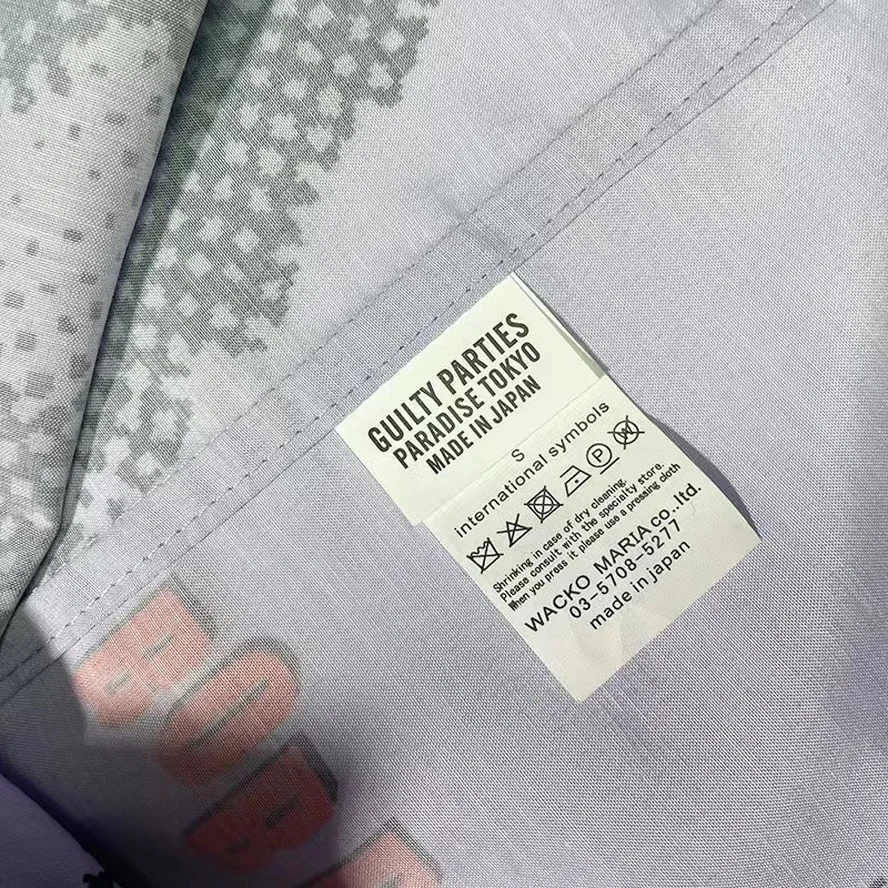 GUILTY PARTIES
PARADISE TOKYO
MADE IN JAPAN
S
international symbols
P
W
Shrinking in case of dry cleaning.
Please consult with the specialty store.
When you press it please use a pressing cloth
WACKO MARIA co.,ltd.
03-5708-5277
made in japan